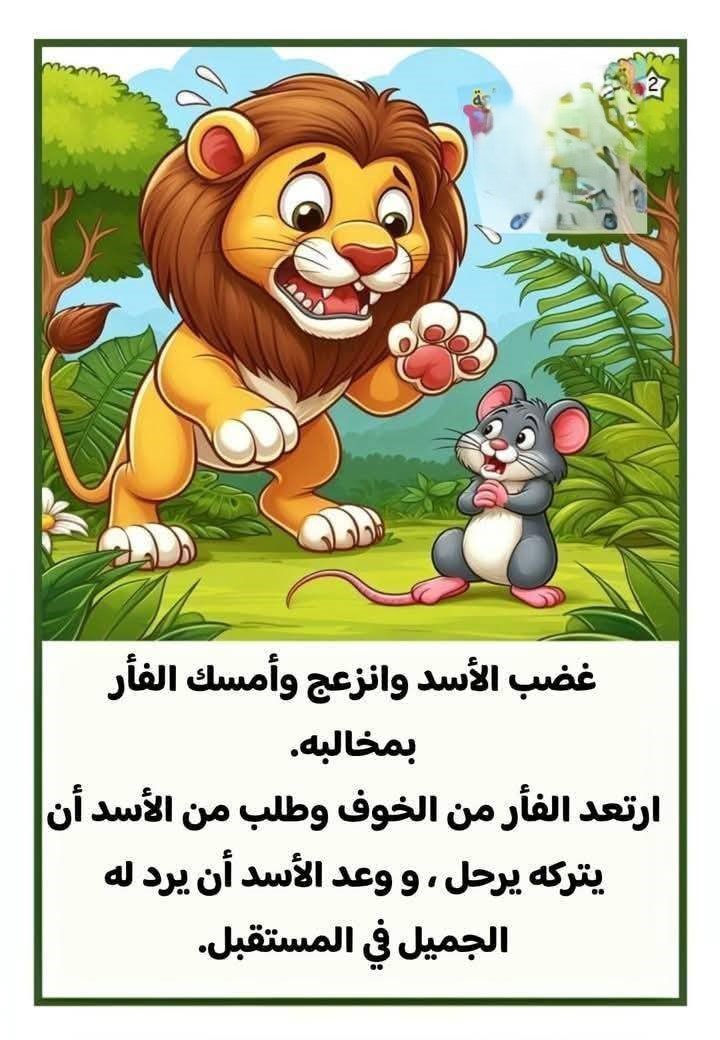 2
غضب الأسد وانزعج وأمسك الفأر
بمخالبه.
ارتعد الفأر من الخوف وطلب من الأسد أن
يتركه يرحل ، و وعد الأسد أن يرد له
الجميل في المستقبل.